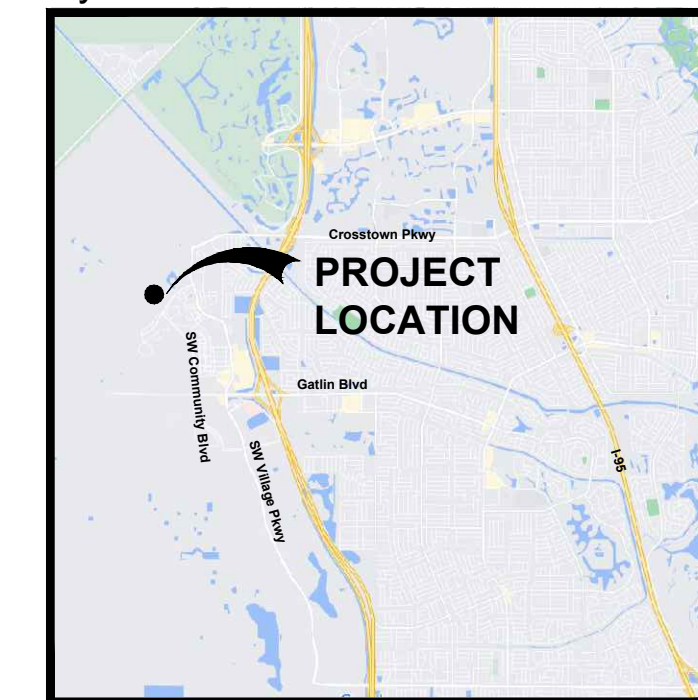 Crosstown Pkwy
PROJECT
LOCATION
SW Community Blvd
Gatlin Blvd
SW Village Pkwy
I-95